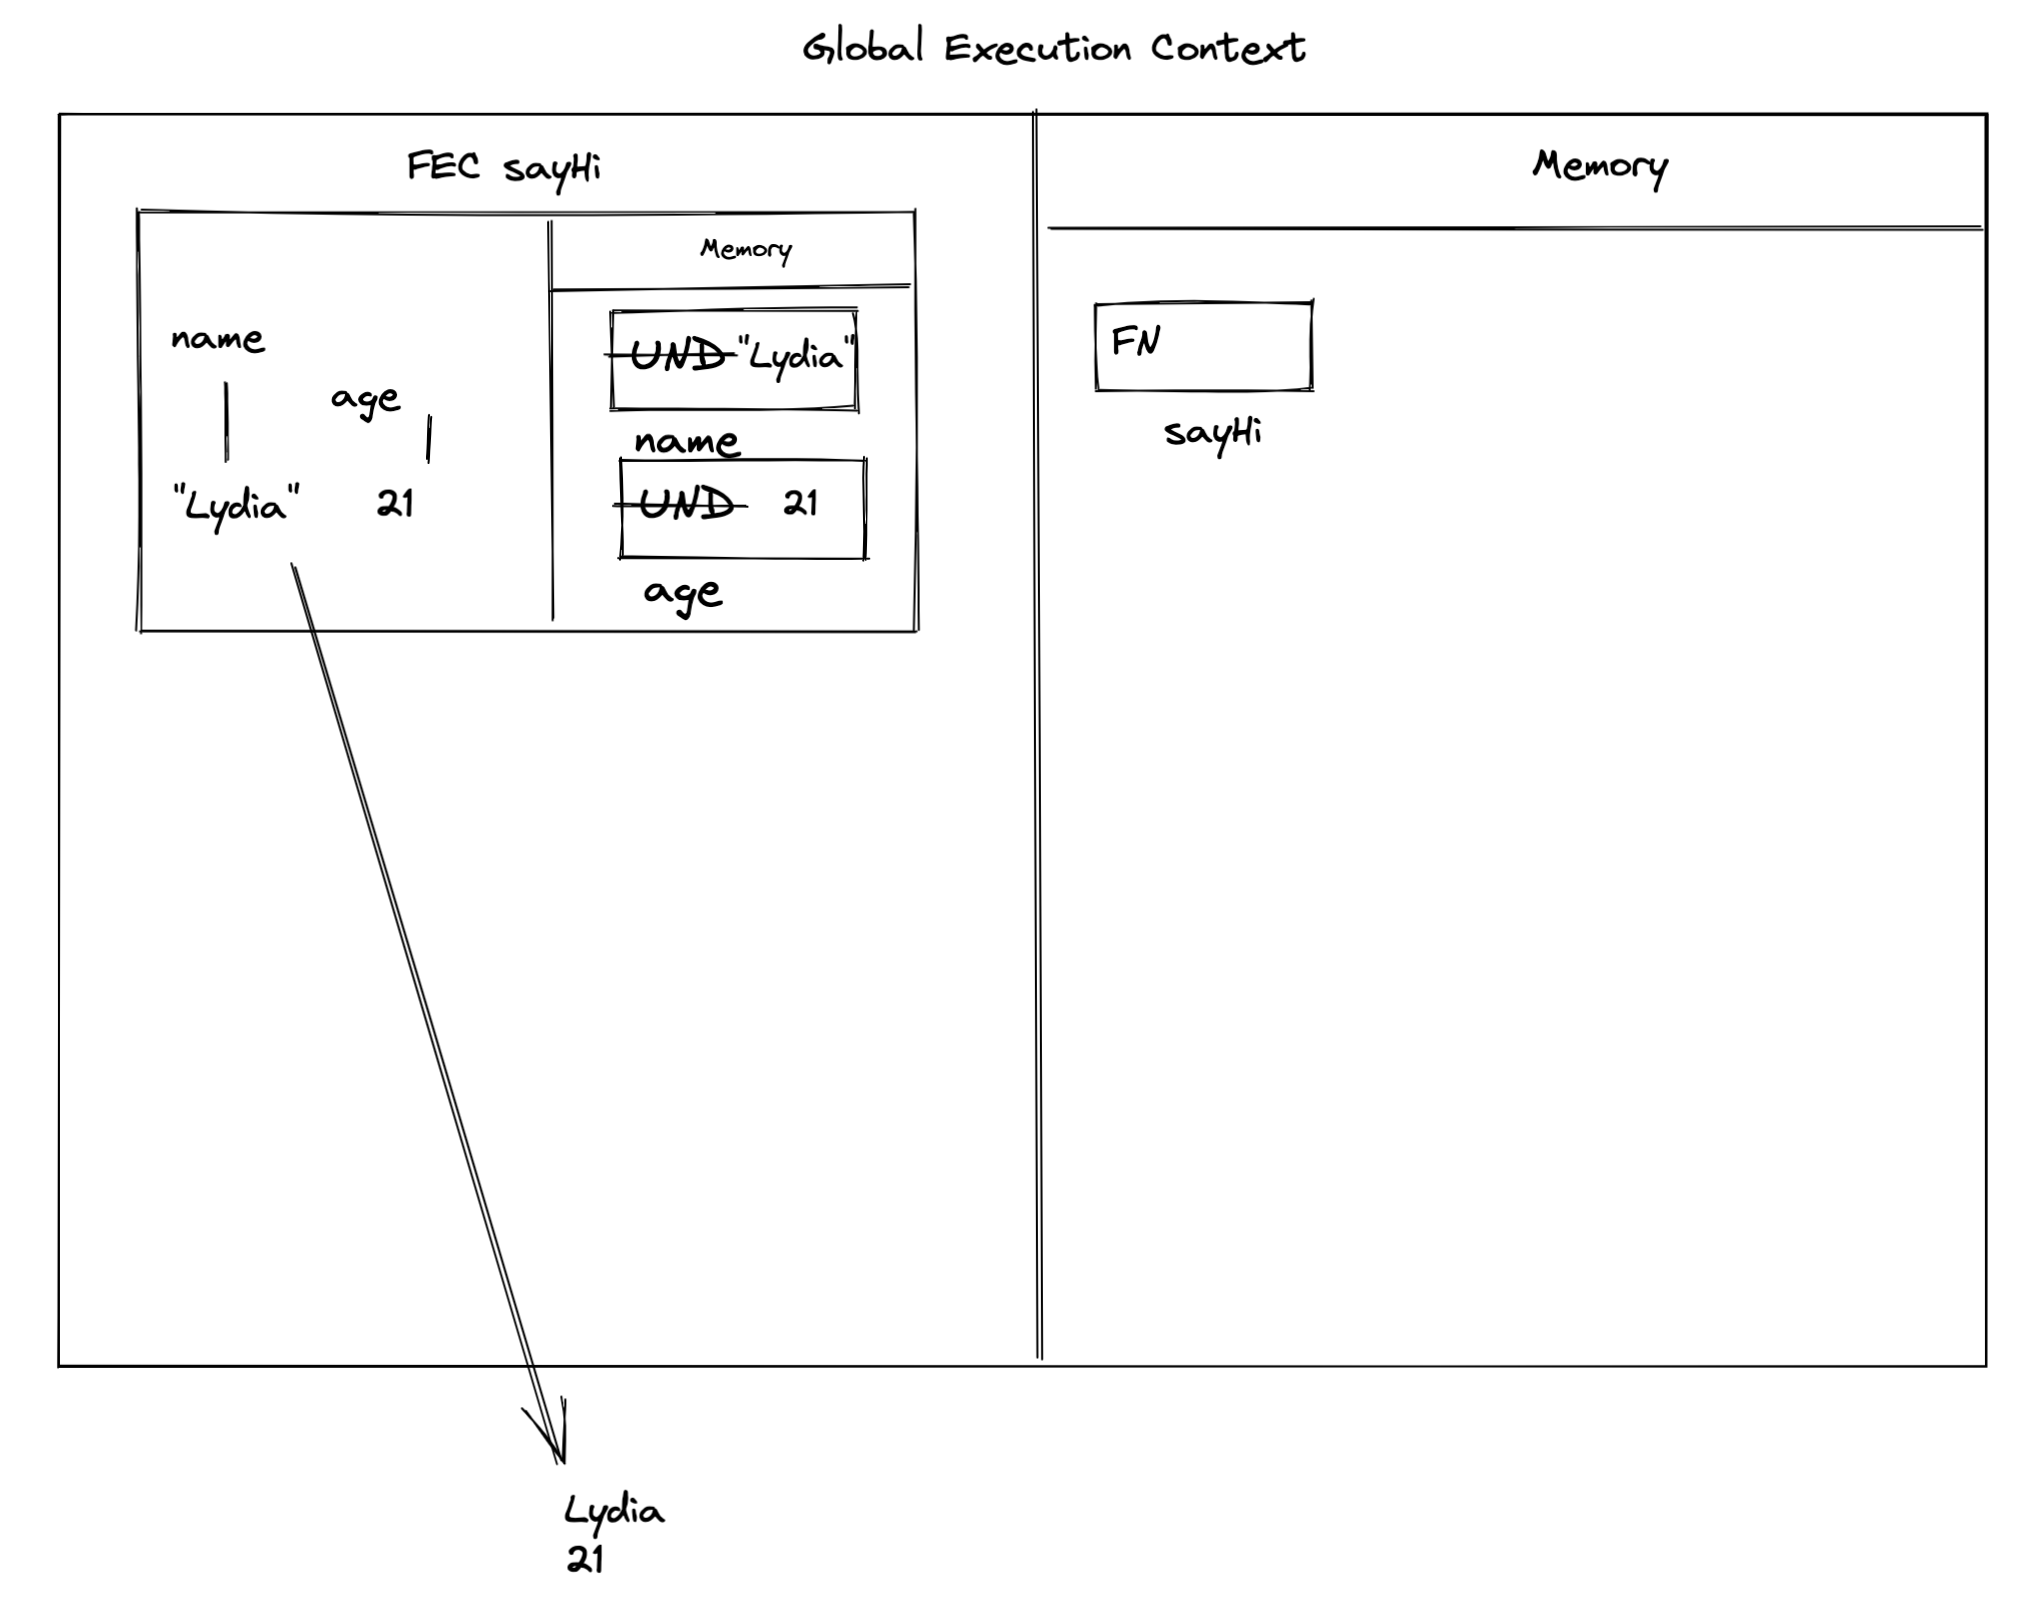 Global Execution Context
FEC sayHi
Memory
name
age
"Lydia" 21
UND "Lydia"
name
UND 21
age
Memory
FN
sayHi
Lydia
21